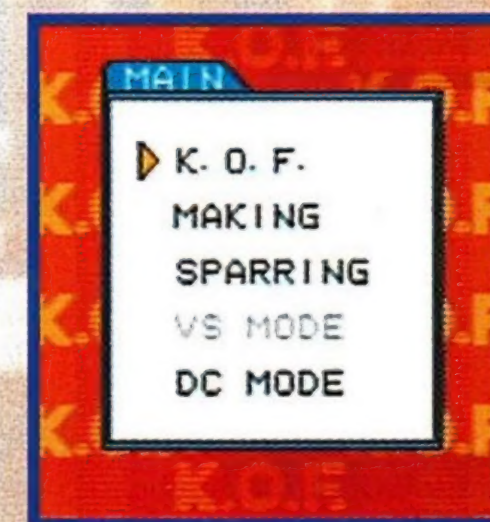 K.O.F.
MAIN
K. O. F.
MAKING
SPARRING
VS MODE
DC MODE
K.O.F.